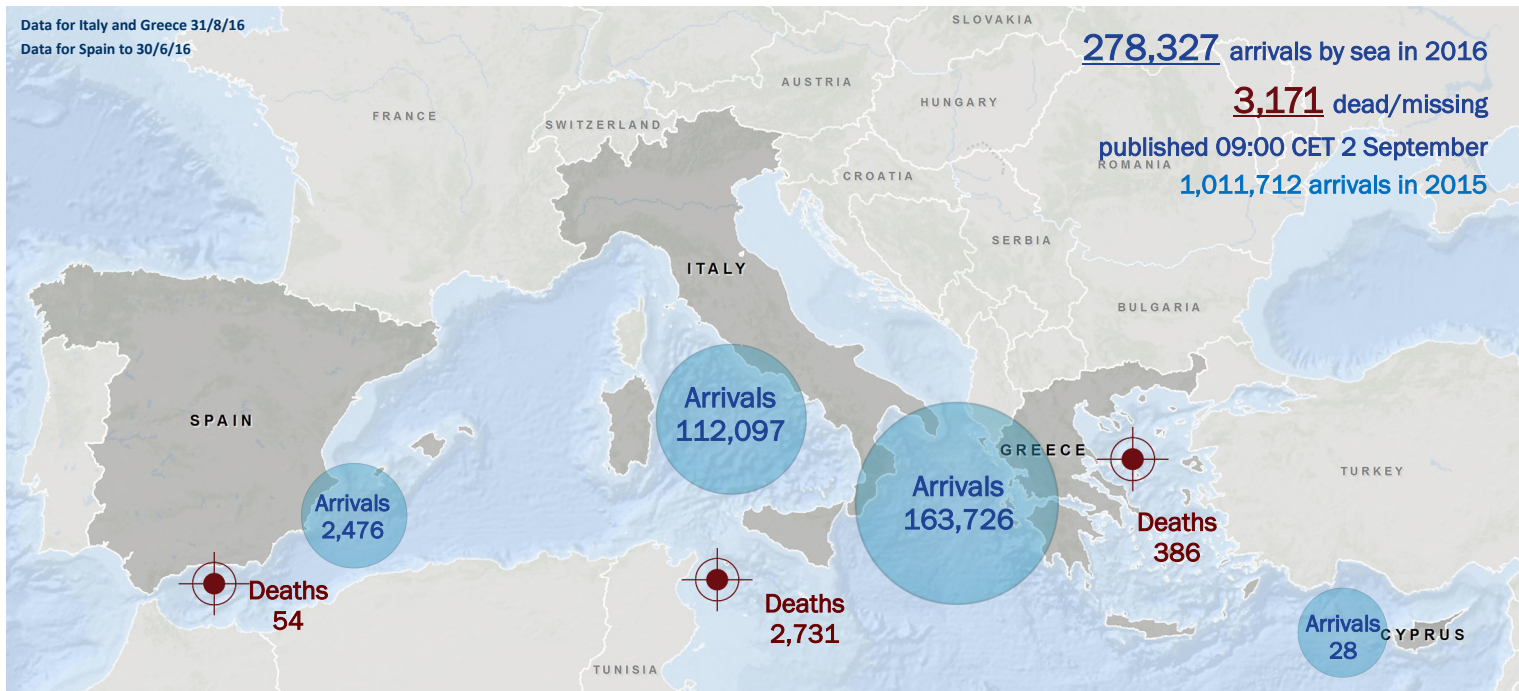 Data for Italy and Greece 31/8/16
Data for Spain to 30/6/16
278,327 arrivals by sea in 2016
3,171 dead/missing
published 09:00 CET 2 September
1,011,712 arrivals in 2015
SLOVAKIA
AUSTRIA
HUNGARY
FRANCE
SWITZERLAND
ROMANIA
CROATIA
SERBIA
ITALY
BULGARIA
SPAIN
Arrivals
112,097
GREECE
TURKEY
Arrivals
2,476
Arrivals
163,726
Deaths
386
Deaths
54
Deaths
2,731
Arrivals
28
CYPRUS
TUNISIA